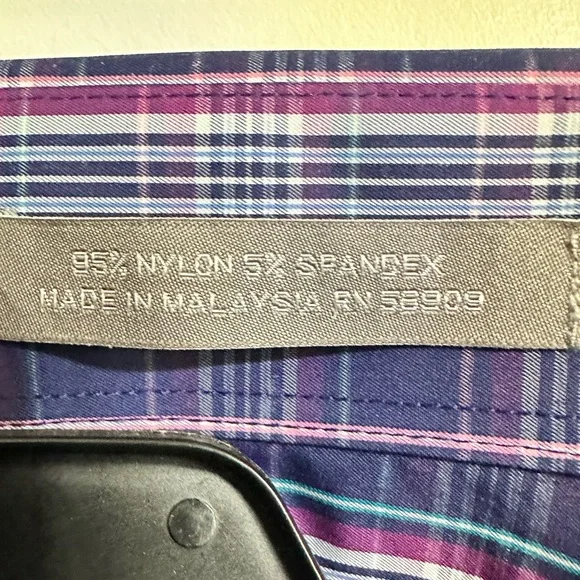 95% NYLON 5% SPANDEX
MADE IN MALAYSIA RN 58909